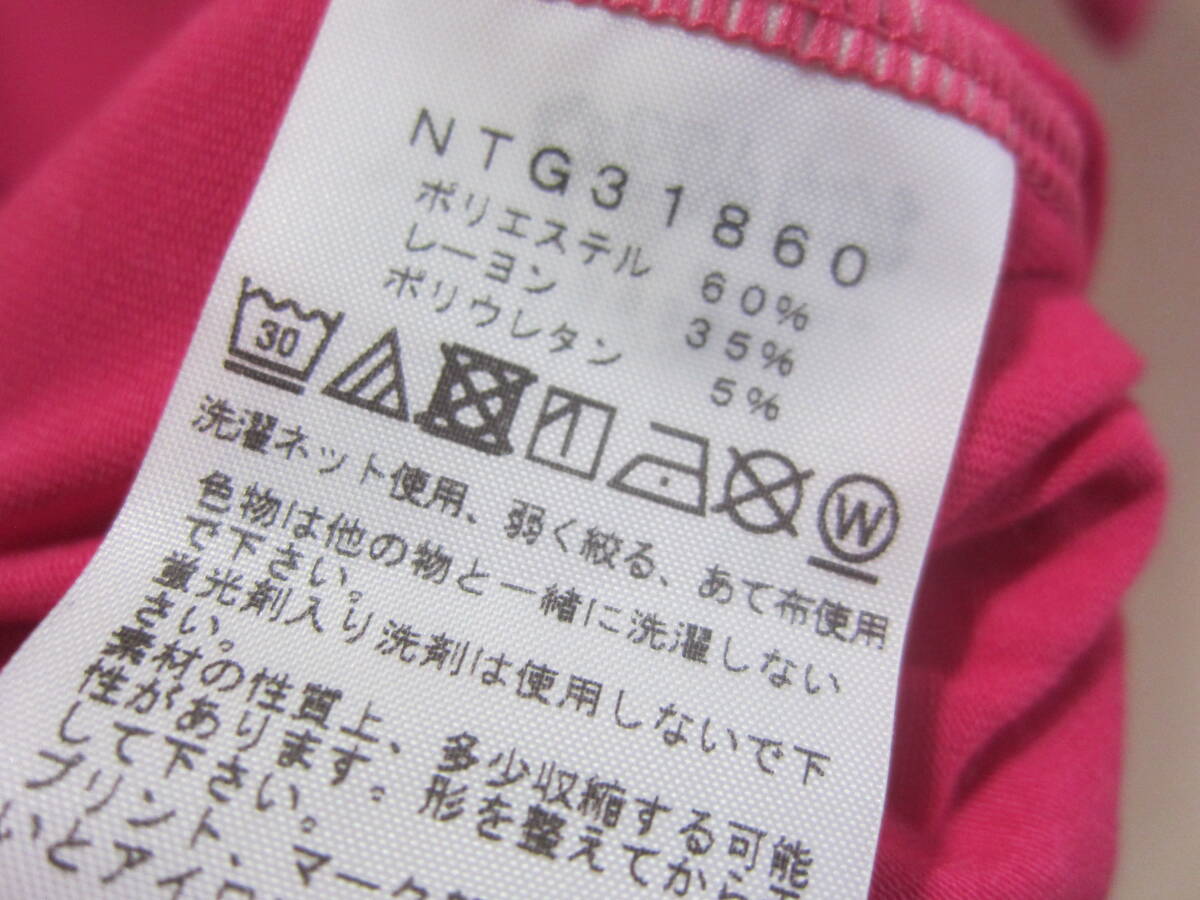 NTG31860
ポリエステル 60%
レーヨン 35%
ポリウレタン 5%
30 W
洗濯ネット使用、弱く絞る、あて布使用
色物は他の物と一緒に洗濯しない
で下さい。
蛍光剤入り洗剤は使用しないで下
さい。
素材の性質上、多少収縮する可能
性があります。形を整えてから干
して下さい。
プリント、マーク
いとアイロ